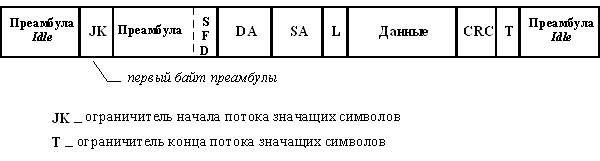 Преамбула Idle JK Преамбула SFD DA SA L Данные CRC T Преамбула Idle
первый байт преамбулы
JK – ограничитель начала потока значащих символов
T – ограничитель конца потока значащих символов